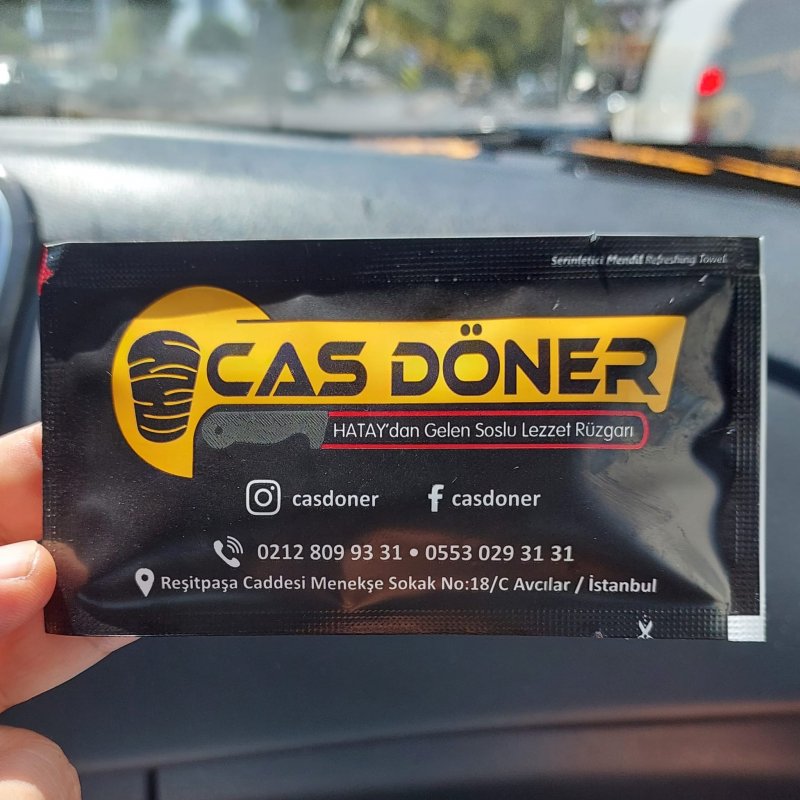 Serinletici Mendil Refreshing Towel
CAS DÖNER
HATAY'dan Gelen Soslu Lezzet Rüzgarı
casdoner casdoner
0212 809 93 31 • 0553 029 31 31
Reşitpaşa Caddesi Menekşe Sokak No:18/C Avcılar / İstanbul